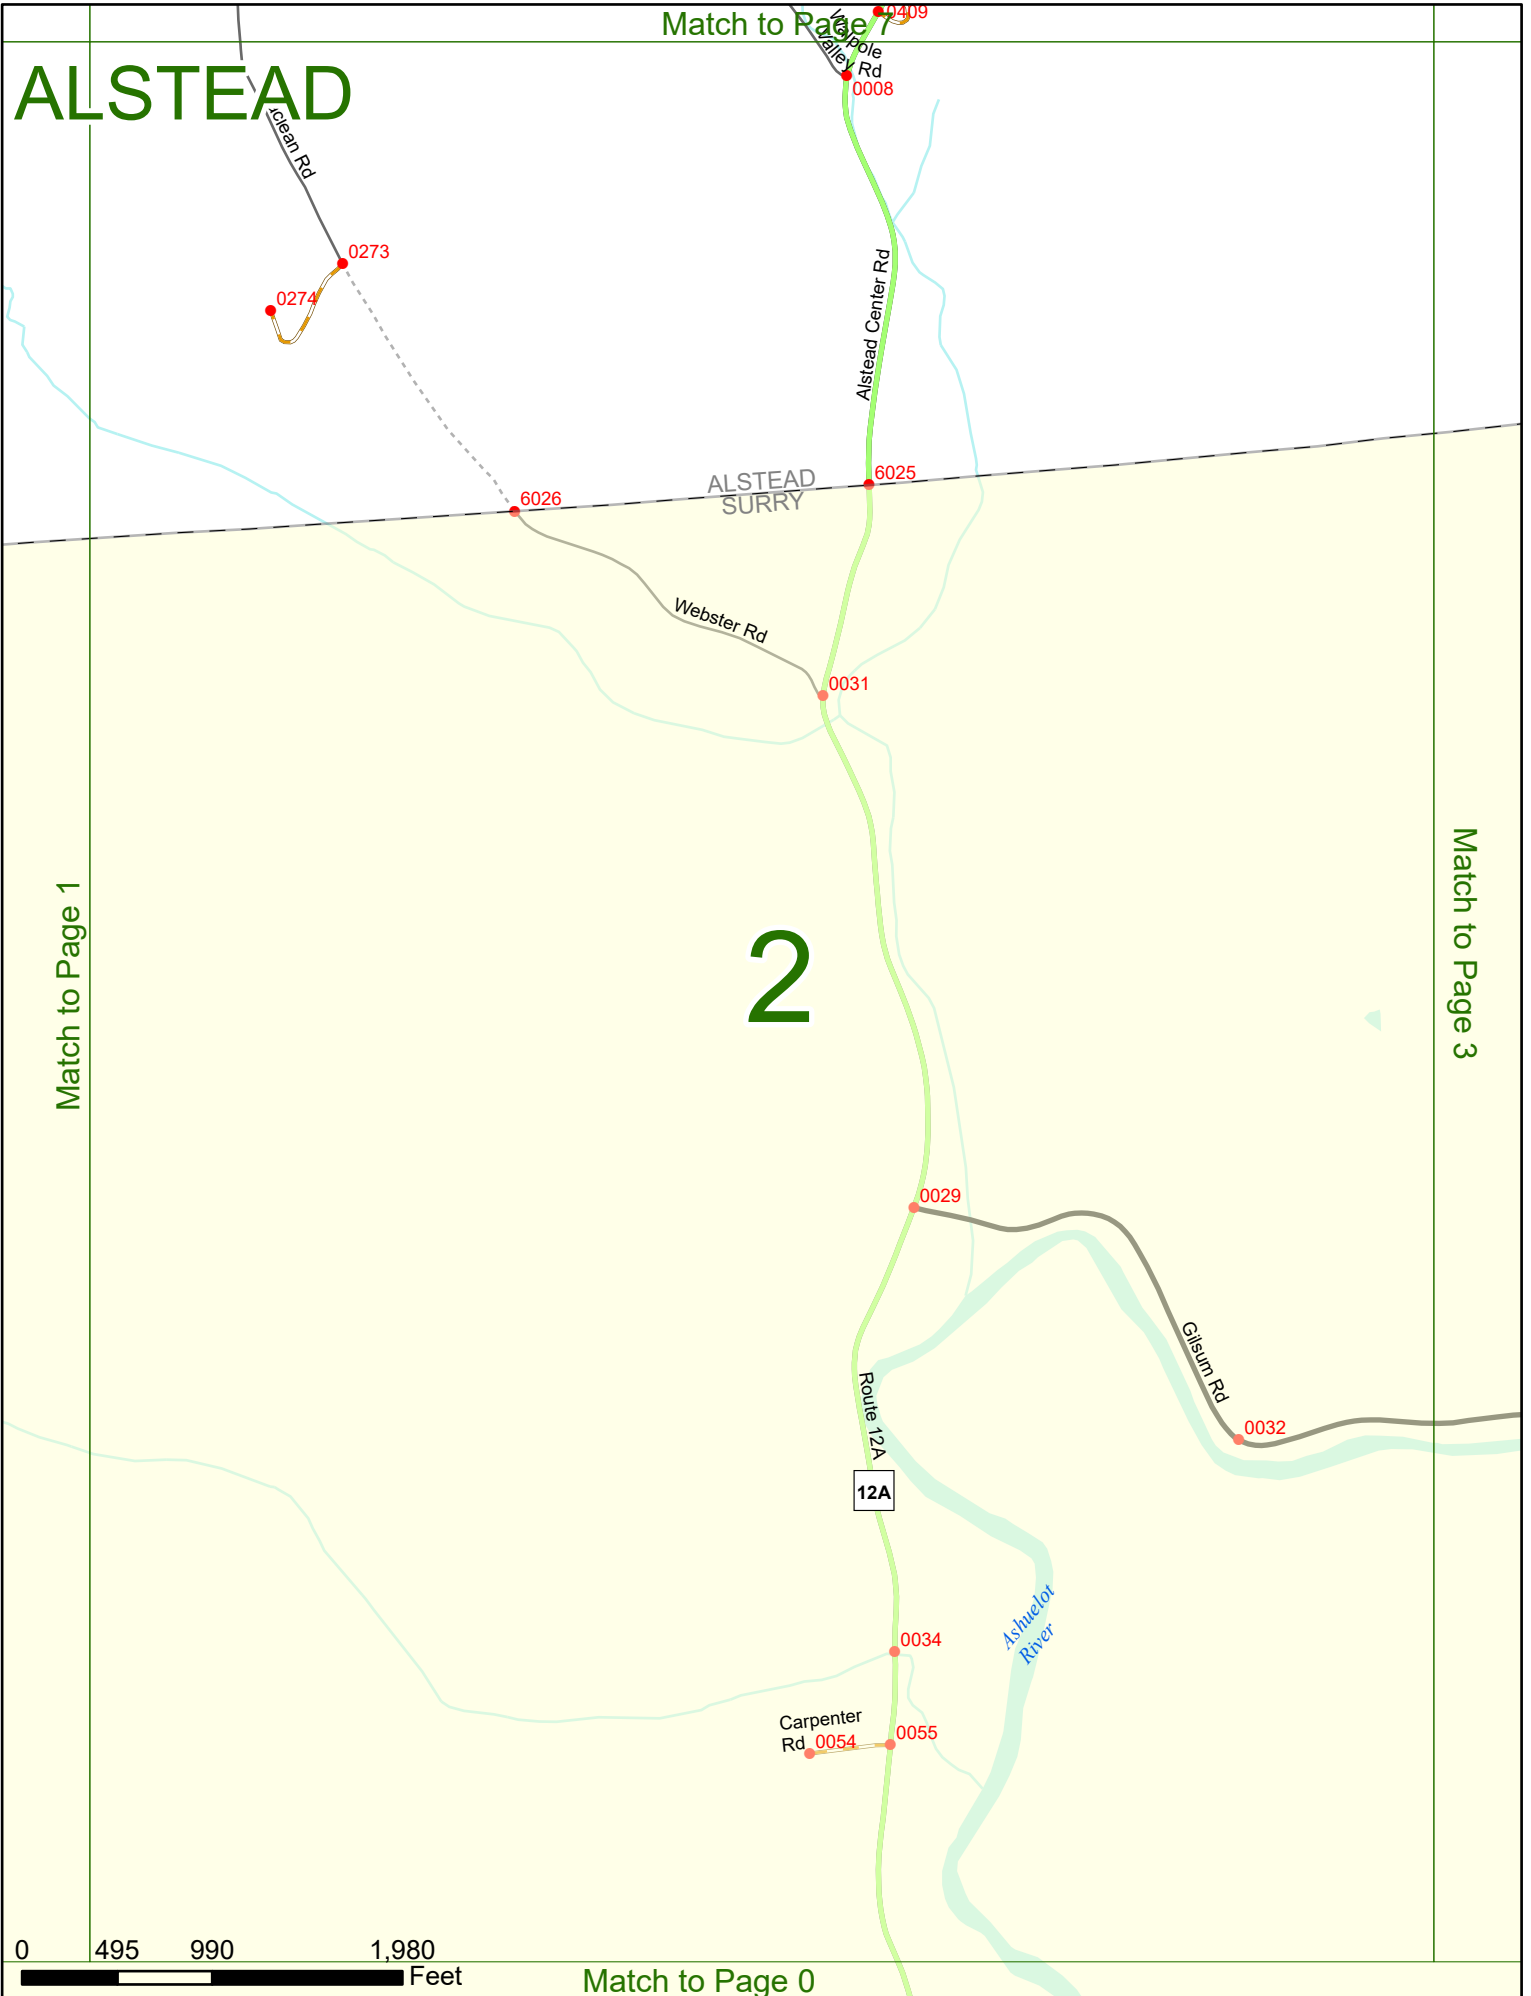 Match to Page 7
0409
Walpole
Valley Rd
0008
ALSTEAD
Rd
0273
0274
Alstead Center Rd
6025
ALSTEAD
SURRY
6026
Webster Rd
0031
Match to Page 1
2
Match to Page 3
0029
Gilsum Rd
0032
Route 12A
12A
Ashuelot
River
0034
Carpenter
Rd
0054
0055
0 495 990 1,980
Feet
Match to Page 0